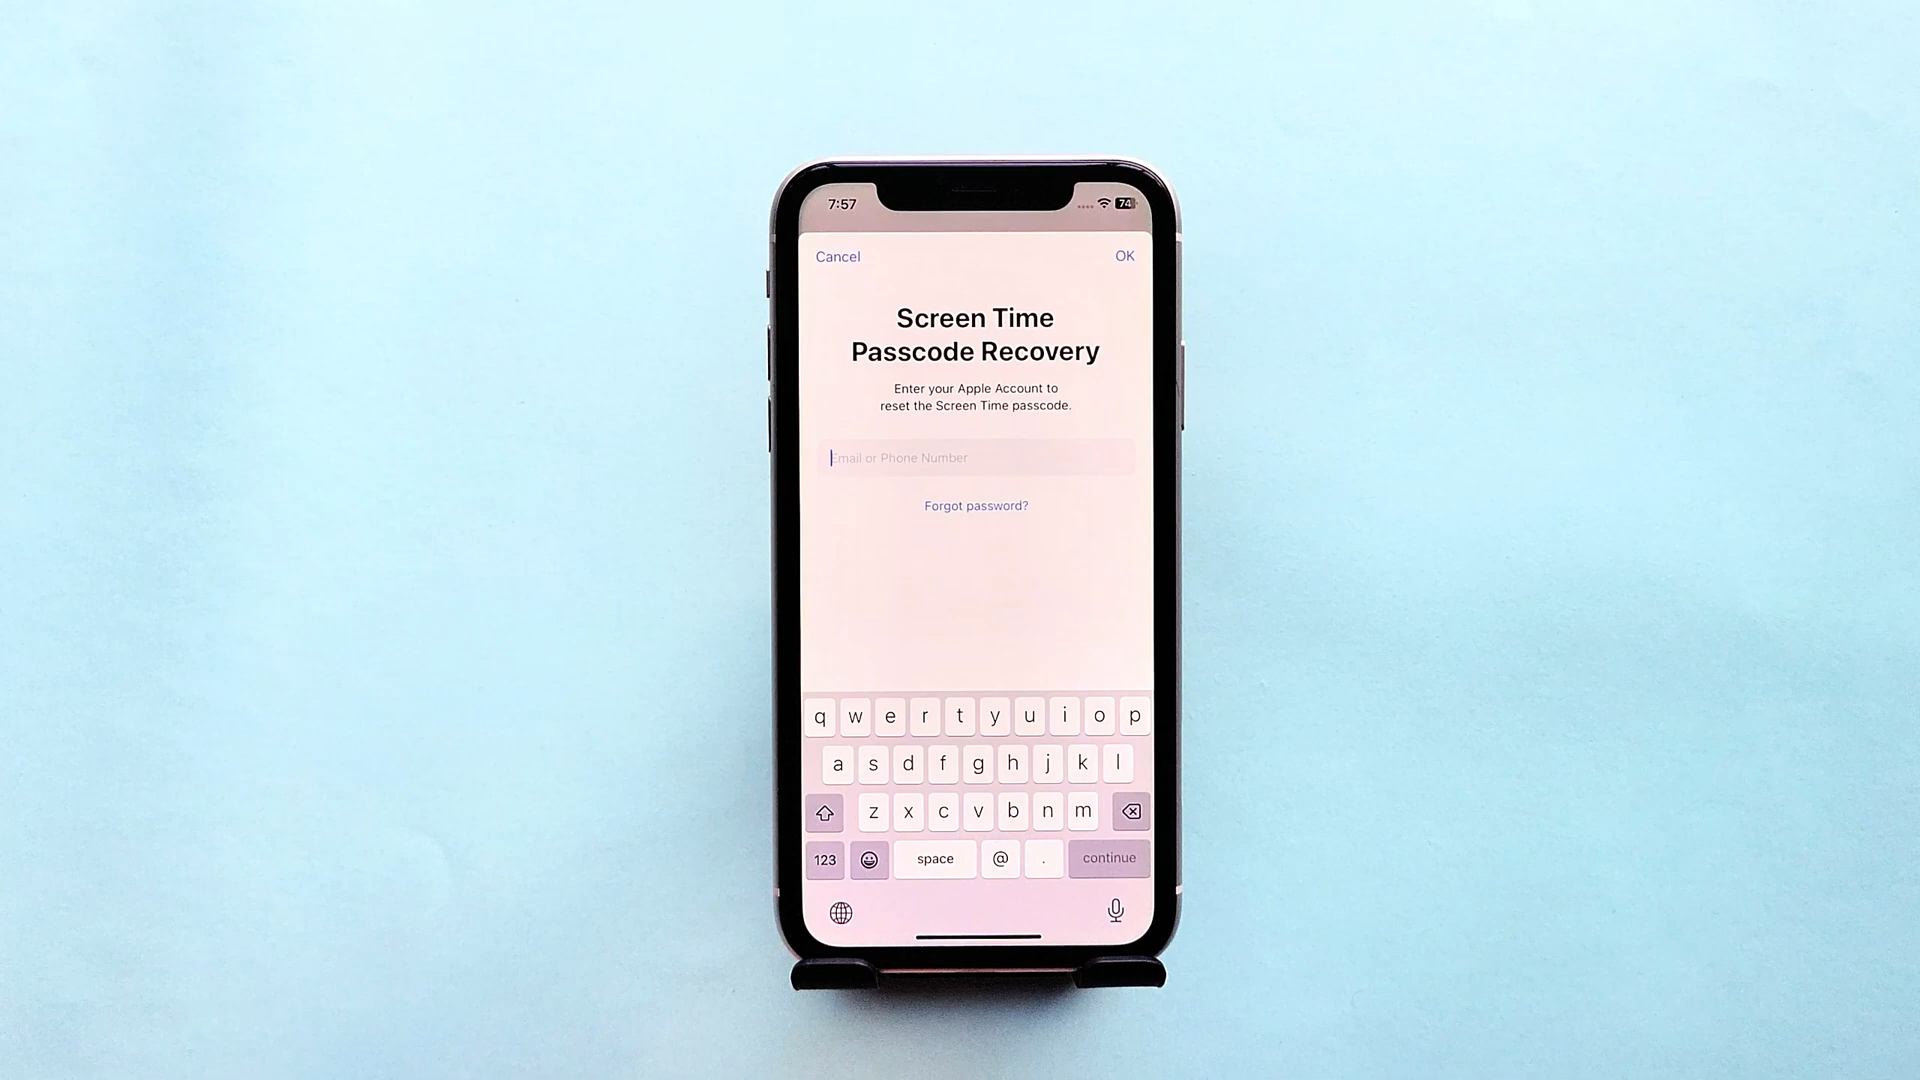 7:57
74
Cancel
OK
Screen Time
Passcode Recovery
Enter your Apple Account to
reset the Screen Time passcode.
Email or Phone Number
Forgot password?
q w e r t y u i o p
a s d f g h j k l
z x c v b n m
123 space @ . continue